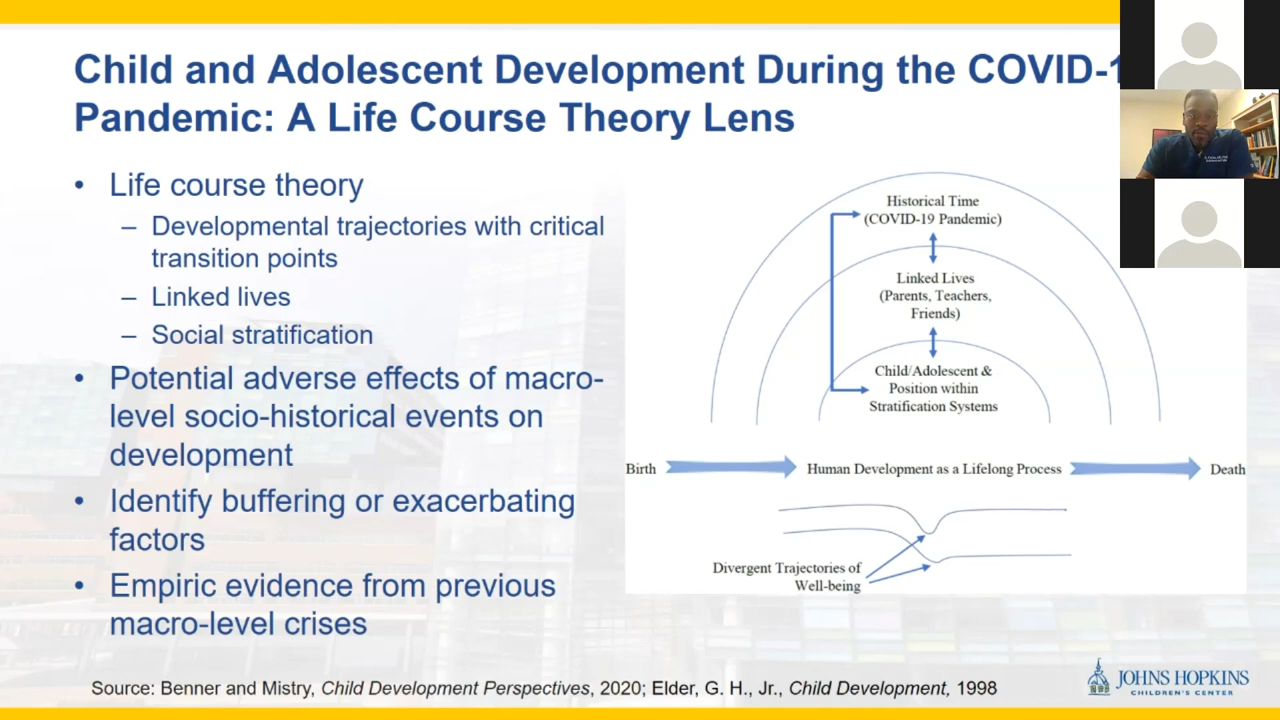 Child and Adolescent Development During the COVID-1
Pandemic: A Life Course Theory Lens
• Life course theory
– Developmental trajectories with critical
transition points
– Linked lives
– Social stratification
• Potential adverse effects of macro-
level socio-historical events on
development
• Identify buffering or exacerbating
factors
• Empiric evidence from previous
macro-level crises
Historical Time
(COVID-19 Pandemic)
Linked Lives
(Parents, Teachers,
Friends)
Child/Adolescent &
Position within
Stratification Systems
Birth
Human Development as a Lifelong Process
Death
Divergent Trajectories of
Well-being
Source: Benner and Mistry, Child Development Perspectives, 2020; Elder, G. H., Jr., Child Development, 1998
JOHNS HOPKINS
CHILDREN'S CENTER